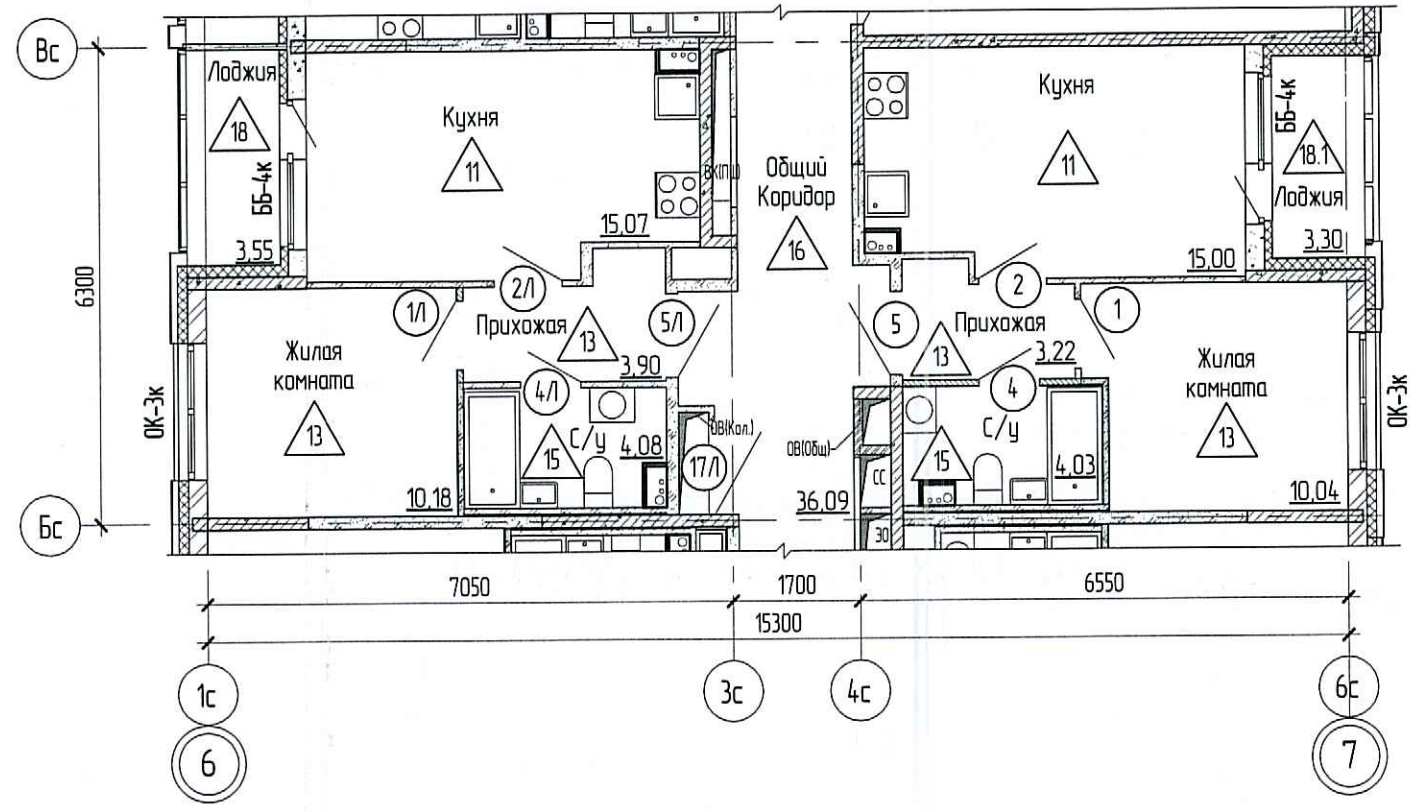 Вс
Лоджия
18
ББ-4к
3,55
Кухня
11
15,07
ВК(ПШ)
Общий
Коридор
16
Кухня
11
15,00
ББ-4к
18.1
Лоджия
3,30
6300
1/Л
2/Л
Прихожая
13
3,90
5/Л
5
2
Прихожая
13
3,22
1
ОК-3к
Жилая
комната
13
10,18
4/Л
С/у
15
4,08
ОВ(Кол.)
17/Л
ОВ(Общ)
СС
36,09
ЭО
4
С/у
15
4,03
Жилая
комната
13
10,04
ОК-3к
Бс
7050
1700
6550
15300
1с
3с
4с
6с
6
7